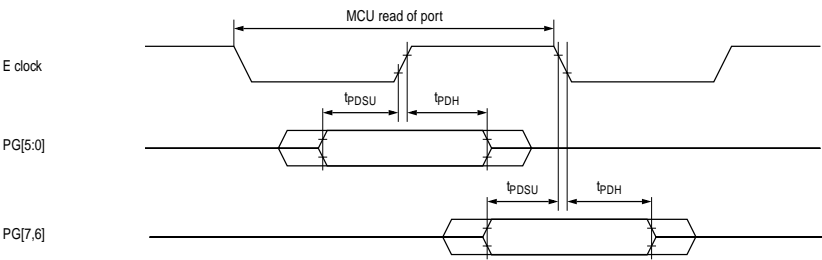 MCU read of port
E clock
tPDSU tPDH
PG[5:0]
tPDSU tPDH
PG[7,6]